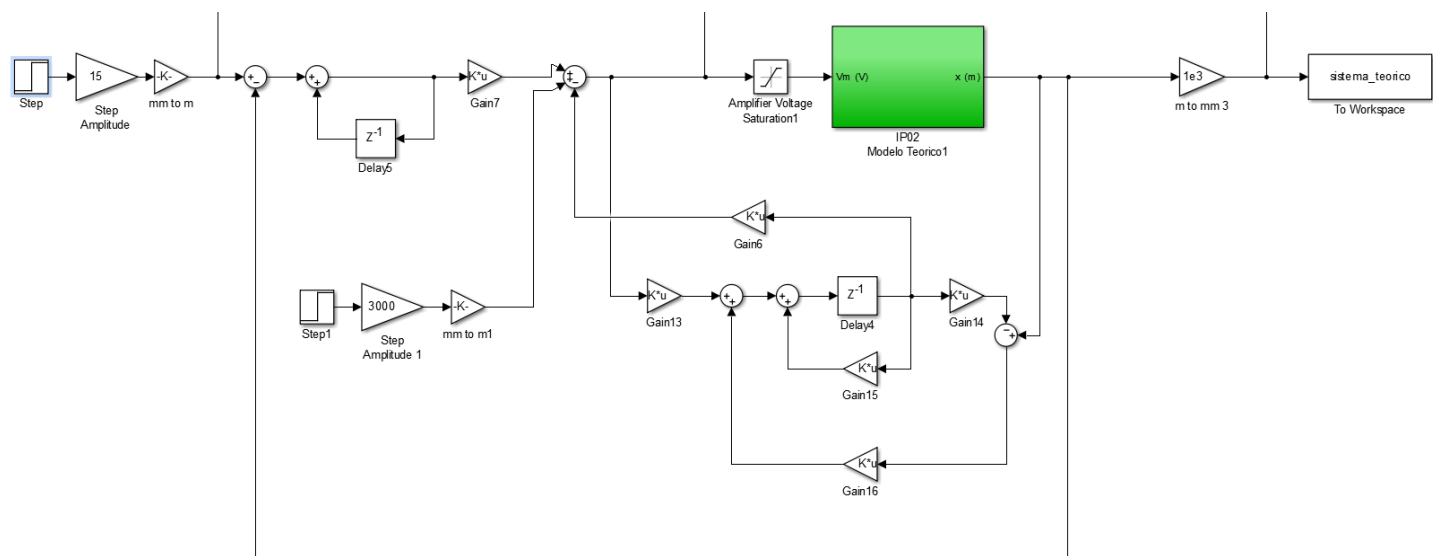 Step
15
Step
Amplitude
-K-
mm to m
+
-
+
+
Z-1
Delay5
K*u
Gain7
+
+
-
Amplifier Voltage
Saturation1
Vm (V)
x (m)
IP02
Modelo Teorico1
1e3
m to mm 3
sistema_teorico
To Workspace
K*u
Gain6
Step1
3000
Step
Amplitude 1
-K-
mm to m1
K*u
Gain13
+
+
+
+
Z-1
Delay4
K*u
Gain14
-
+
K*u
Gain15
K*u
Gain16